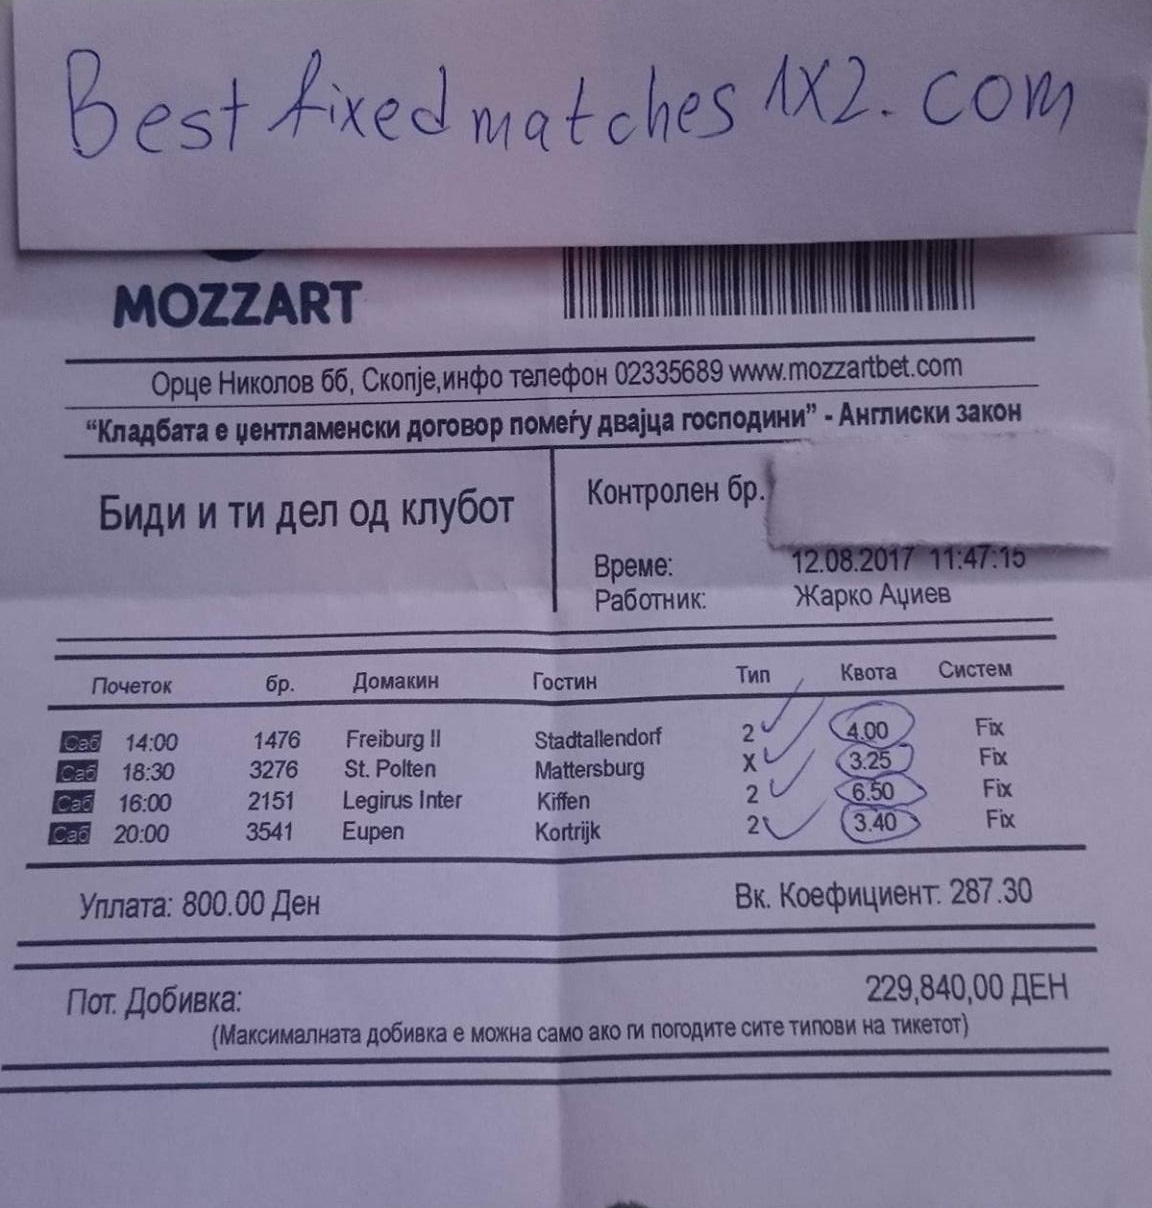 Best fixedmatches1X2.com
MOZZART
Орце Николов бб, Скопје,инфо телефон 02335689 www.mozzartbet.com
“Кладбата е џентламенски договор помеѓу двајца господини” - Англиски закон
Биди и ти дел од клубот
Контролен бр.
Време: 12.08.2017 11:47:15
Работник: Жарко Аџиев
Почеток бр. Домакин Гостин Тип Квота Систем
Саб 14:00 1476 Freiburg II Stadtallendorf 2 4.00 Fix
Саб 18:30 3276 St. Polten Mattersburg X 3.25 Fix
Саб 16:00 2151 Legirus Inter Kiffen 2 6.50 Fix
Саб 20:00 3541 Eupen Kortrijk 2 3.40 Fix
Уплата: 800.00 Ден Вк. Коефициент: 287.30
Пот. Добивка: 229,840,00 ДЕН
(Максималната добивка е можна само ако ги погодите сите типови на тикетот)